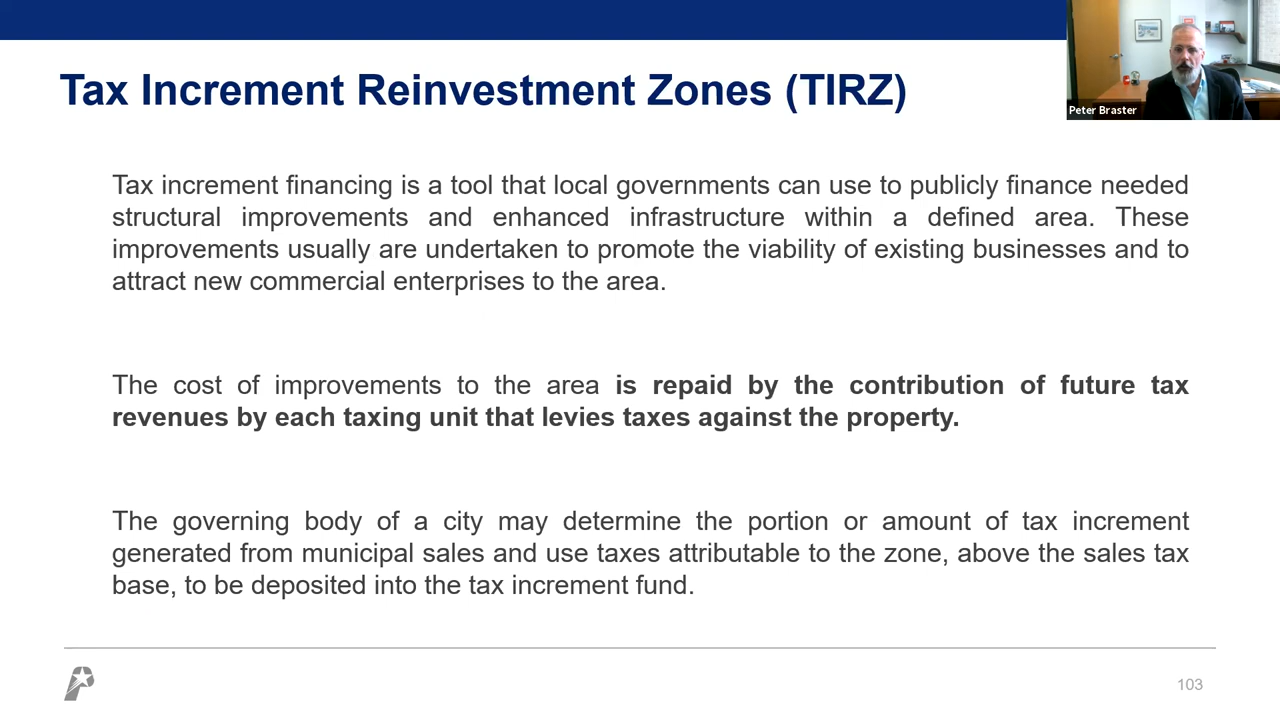 Tax Increment Reinvestment Zones (TIRZ)
Peter Braster
Tax increment financing is a tool that local governments can use to publicly finance needed
structural improvements and enhanced infrastructure within a defined area. These
improvements usually are undertaken to promote the viability of existing businesses and to
attract new commercial enterprises to the area.
The cost of improvements to the area is repaid by the contribution of future tax
revenues by each taxing unit that levies taxes against the property.
The governing body of a city may determine the portion or amount of tax increment
generated from municipal sales and use taxes attributable to the zone, above the sales tax
base, to be deposited into the tax increment fund.
103